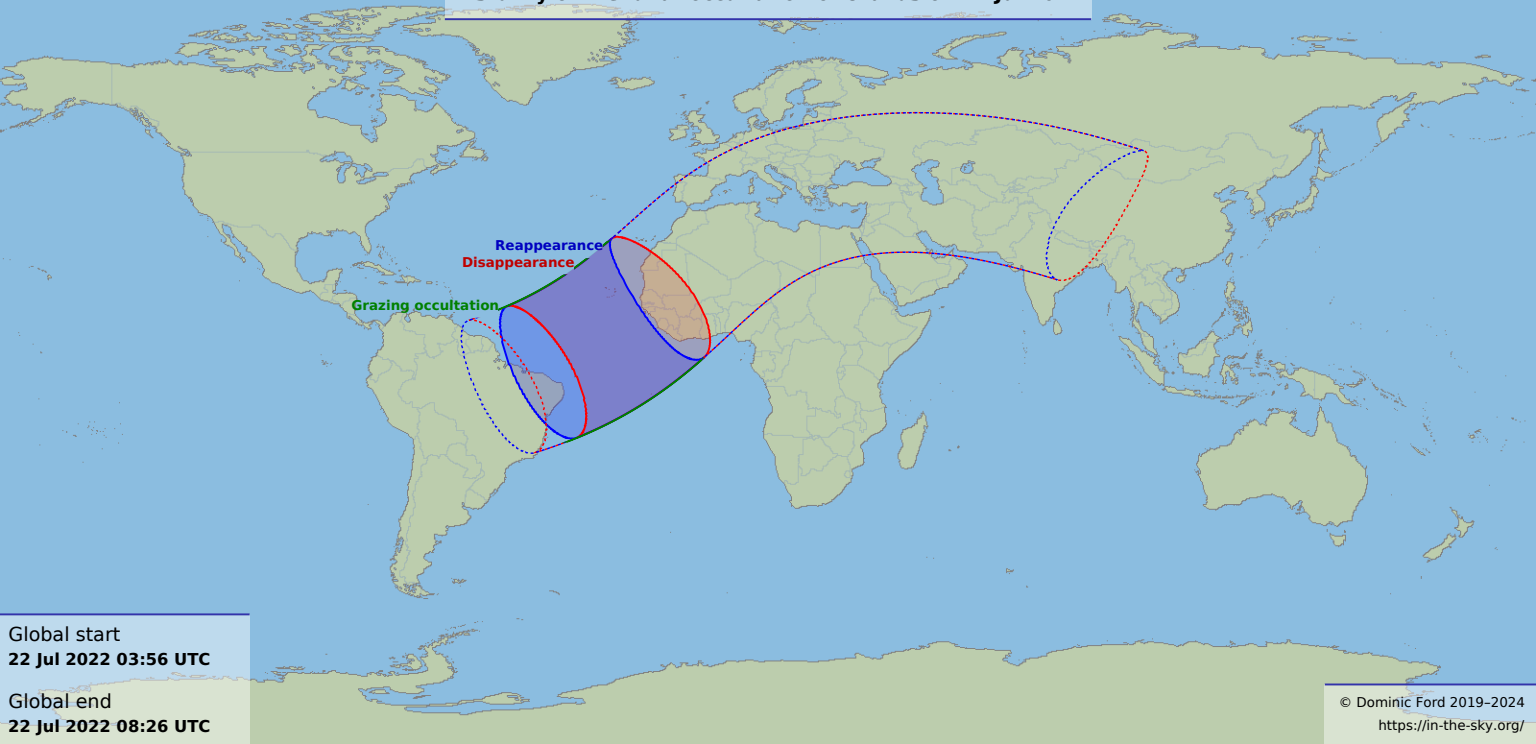 Reappearance
Disappearance
Grazing occultation
Global start
22 Jul 2022 03:56 UTC
Global end
22 Jul 2022 08:26 UTC
© Dominic Ford 2019–2024
https://in-the-sky.org/